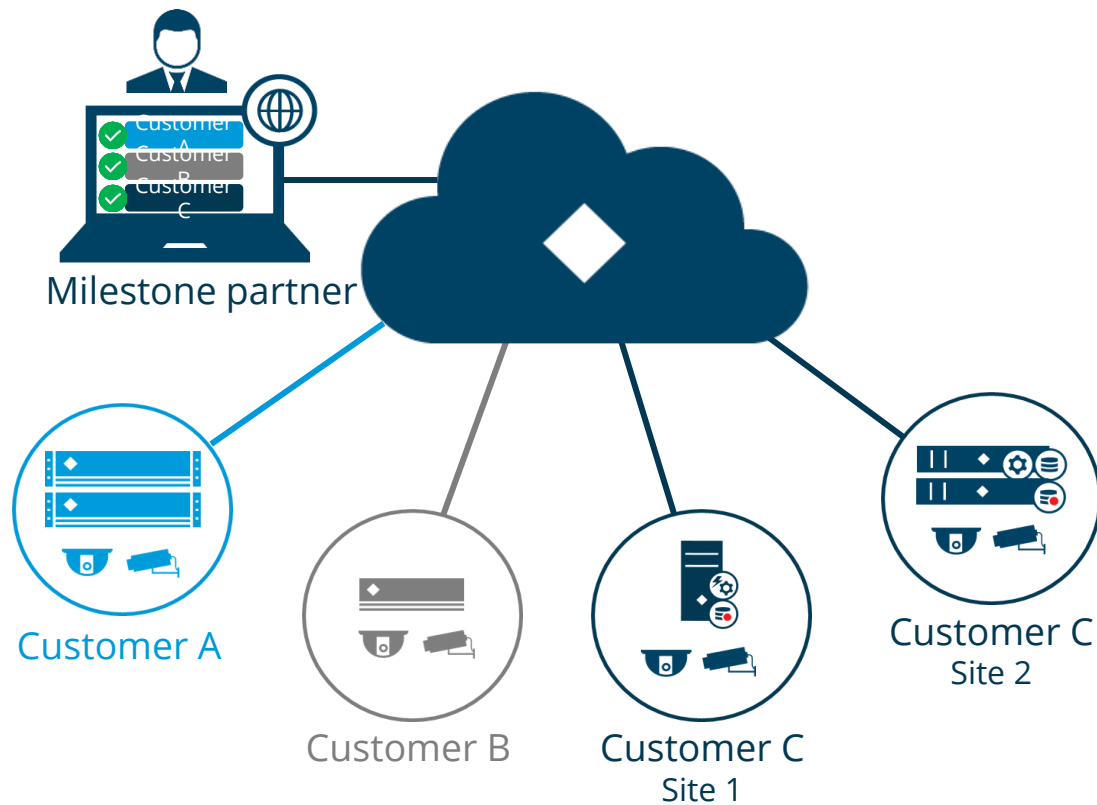 Customer
A
Customer
B
Customer
C
Milestone partner
Customer A
Customer B
Customer C
Site 1
Customer C
Site 2